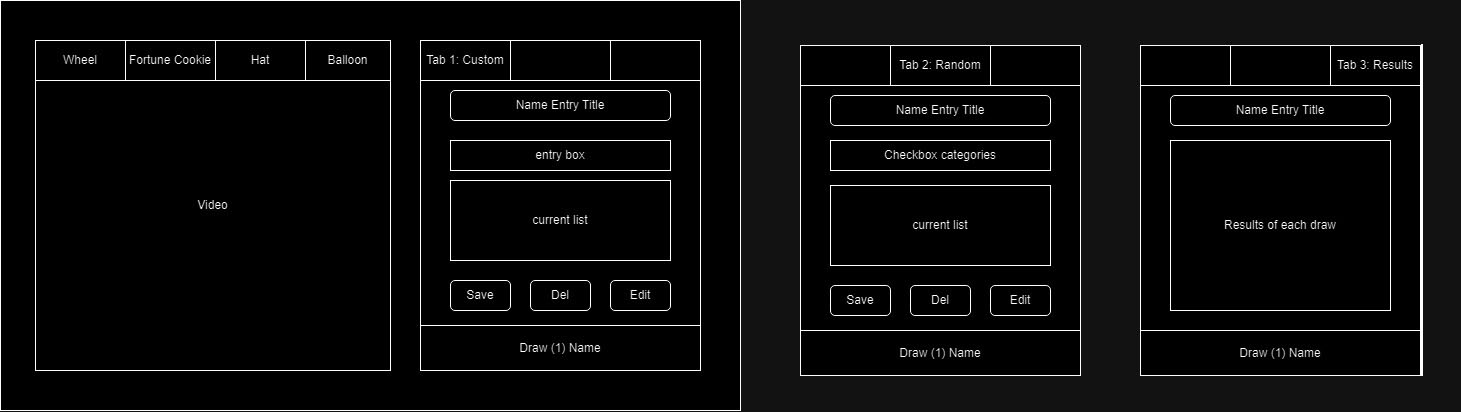 Wheel
Fortune Cookie
Hat
Balloon
Video
Tab 1: Custom
Name Entry Title
entry box
current list
Save
Del
Edit
Draw (1) Name
Tab 2: Random
Name Entry Title
Checkbox categories
current list
Save
Del
Edit
Draw (1) Name
Tab 3: Results
Name Entry Title
Results of each draw
Draw (1) Name